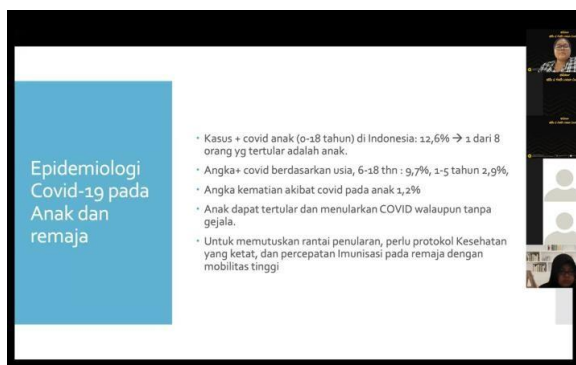 Epidemiologi
Covid-19 pada
Anak dan
remaja
Kasus + covid anak (0-18 tahun) di Indonesia: 12,6% → 1 dari 8
orang yg tertular adalah anak.
Angka+ covid berdasarkan usia, 6-18 thn : 9,7%, 1-5 tahun 2,9%,
Angka kematian akibat covid pada anak 1,2%
Anak dapat tertular dan menularkan COVID walaupun tanpa
gejala.
Untuk memutuskan rantai penularan, perlu protokol Kesehatan
yang ketat, dan percepatan Imunisasi pada remaja dengan
mobilitas tinggi